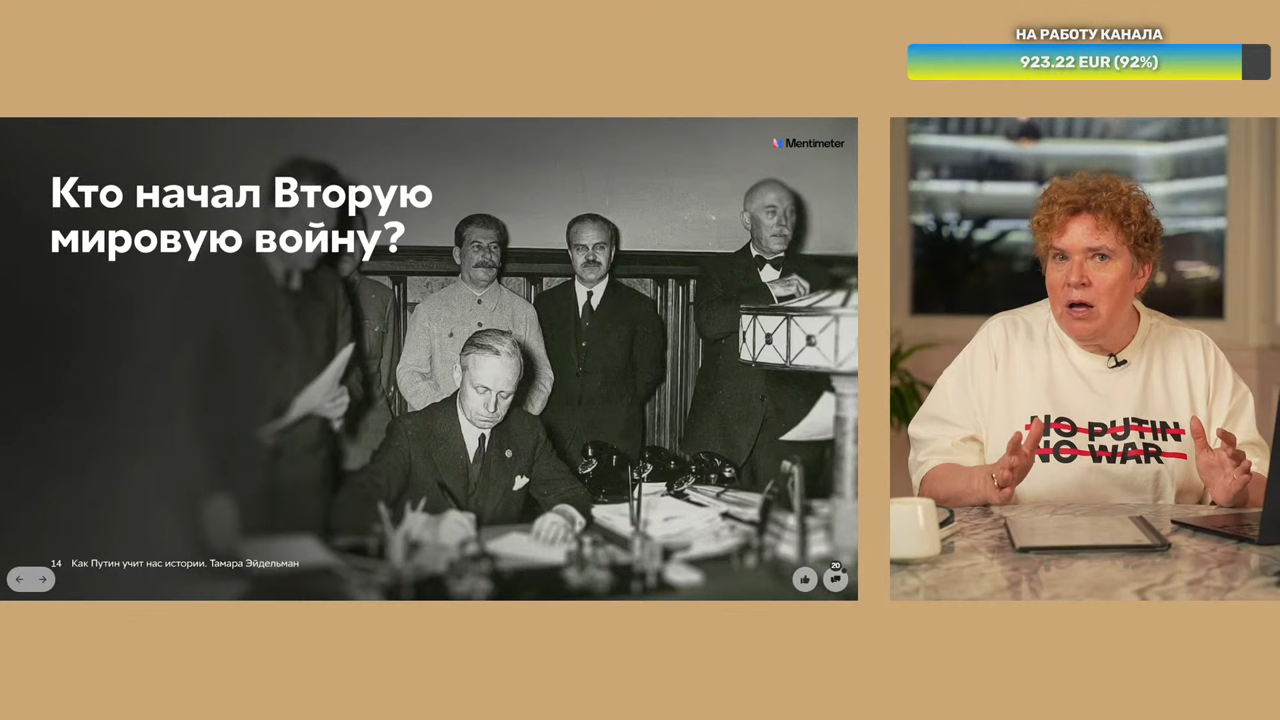 НА РАБОТУ КАНАЛА
923.22 EUR (92%)
Mentimeter
Кто начал Вторую
мировую войну?
NO PUTIN
NO WAR
14 Как Путин учит нас истории. Тамара Эйдельман
20